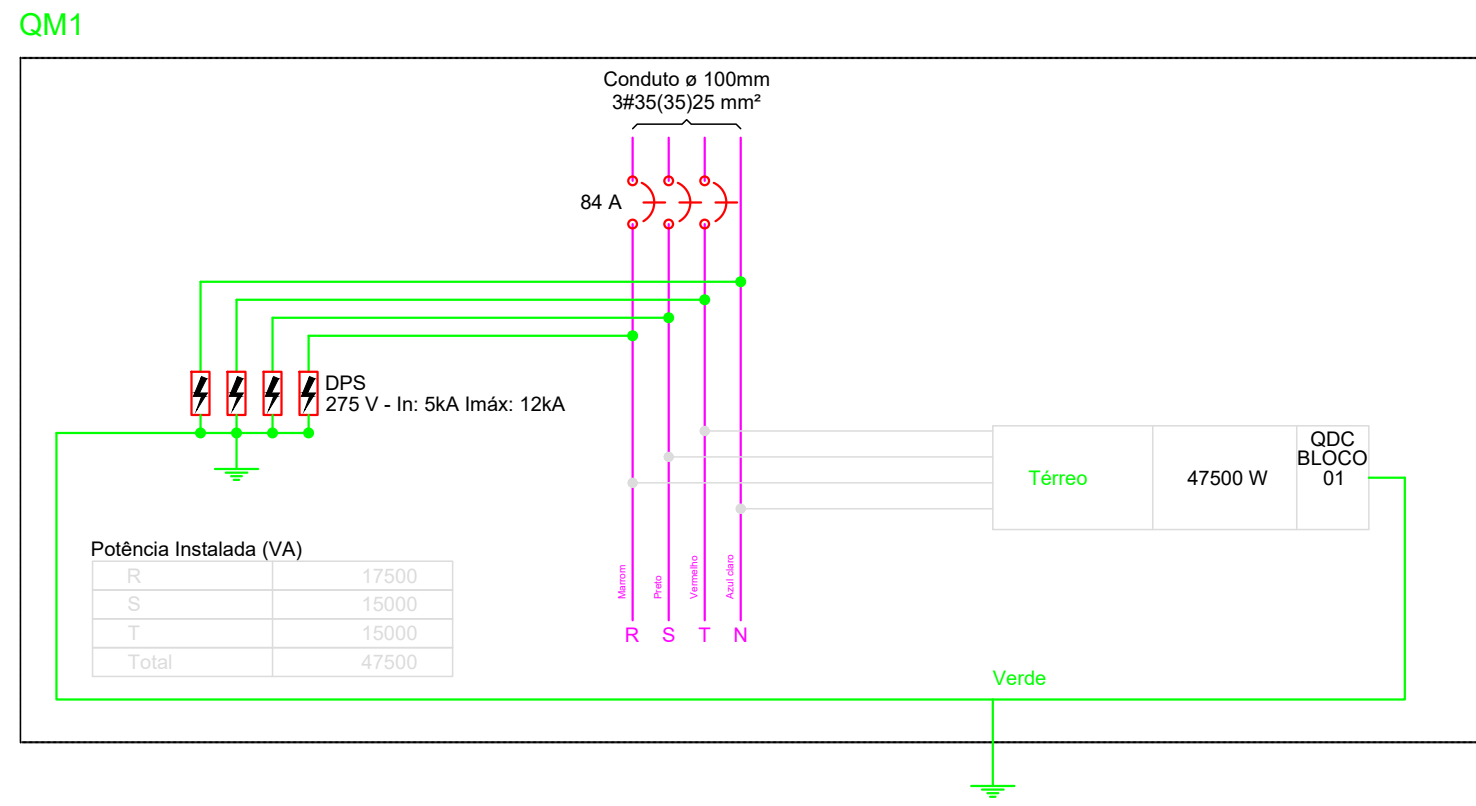 QM1
Conduto ø 100mm
3#35(35)25 mm²
84 A
DPS
275 V - In: 5kA Imáx: 12kA
Térreo
47500 W
QDC
BLOCO
01
Potência Instalada (VA)
R 17500
S 15000
T 15000
Total 47500
Marrom
Preto
Vermelho
Azul claro
R S T N
Verde